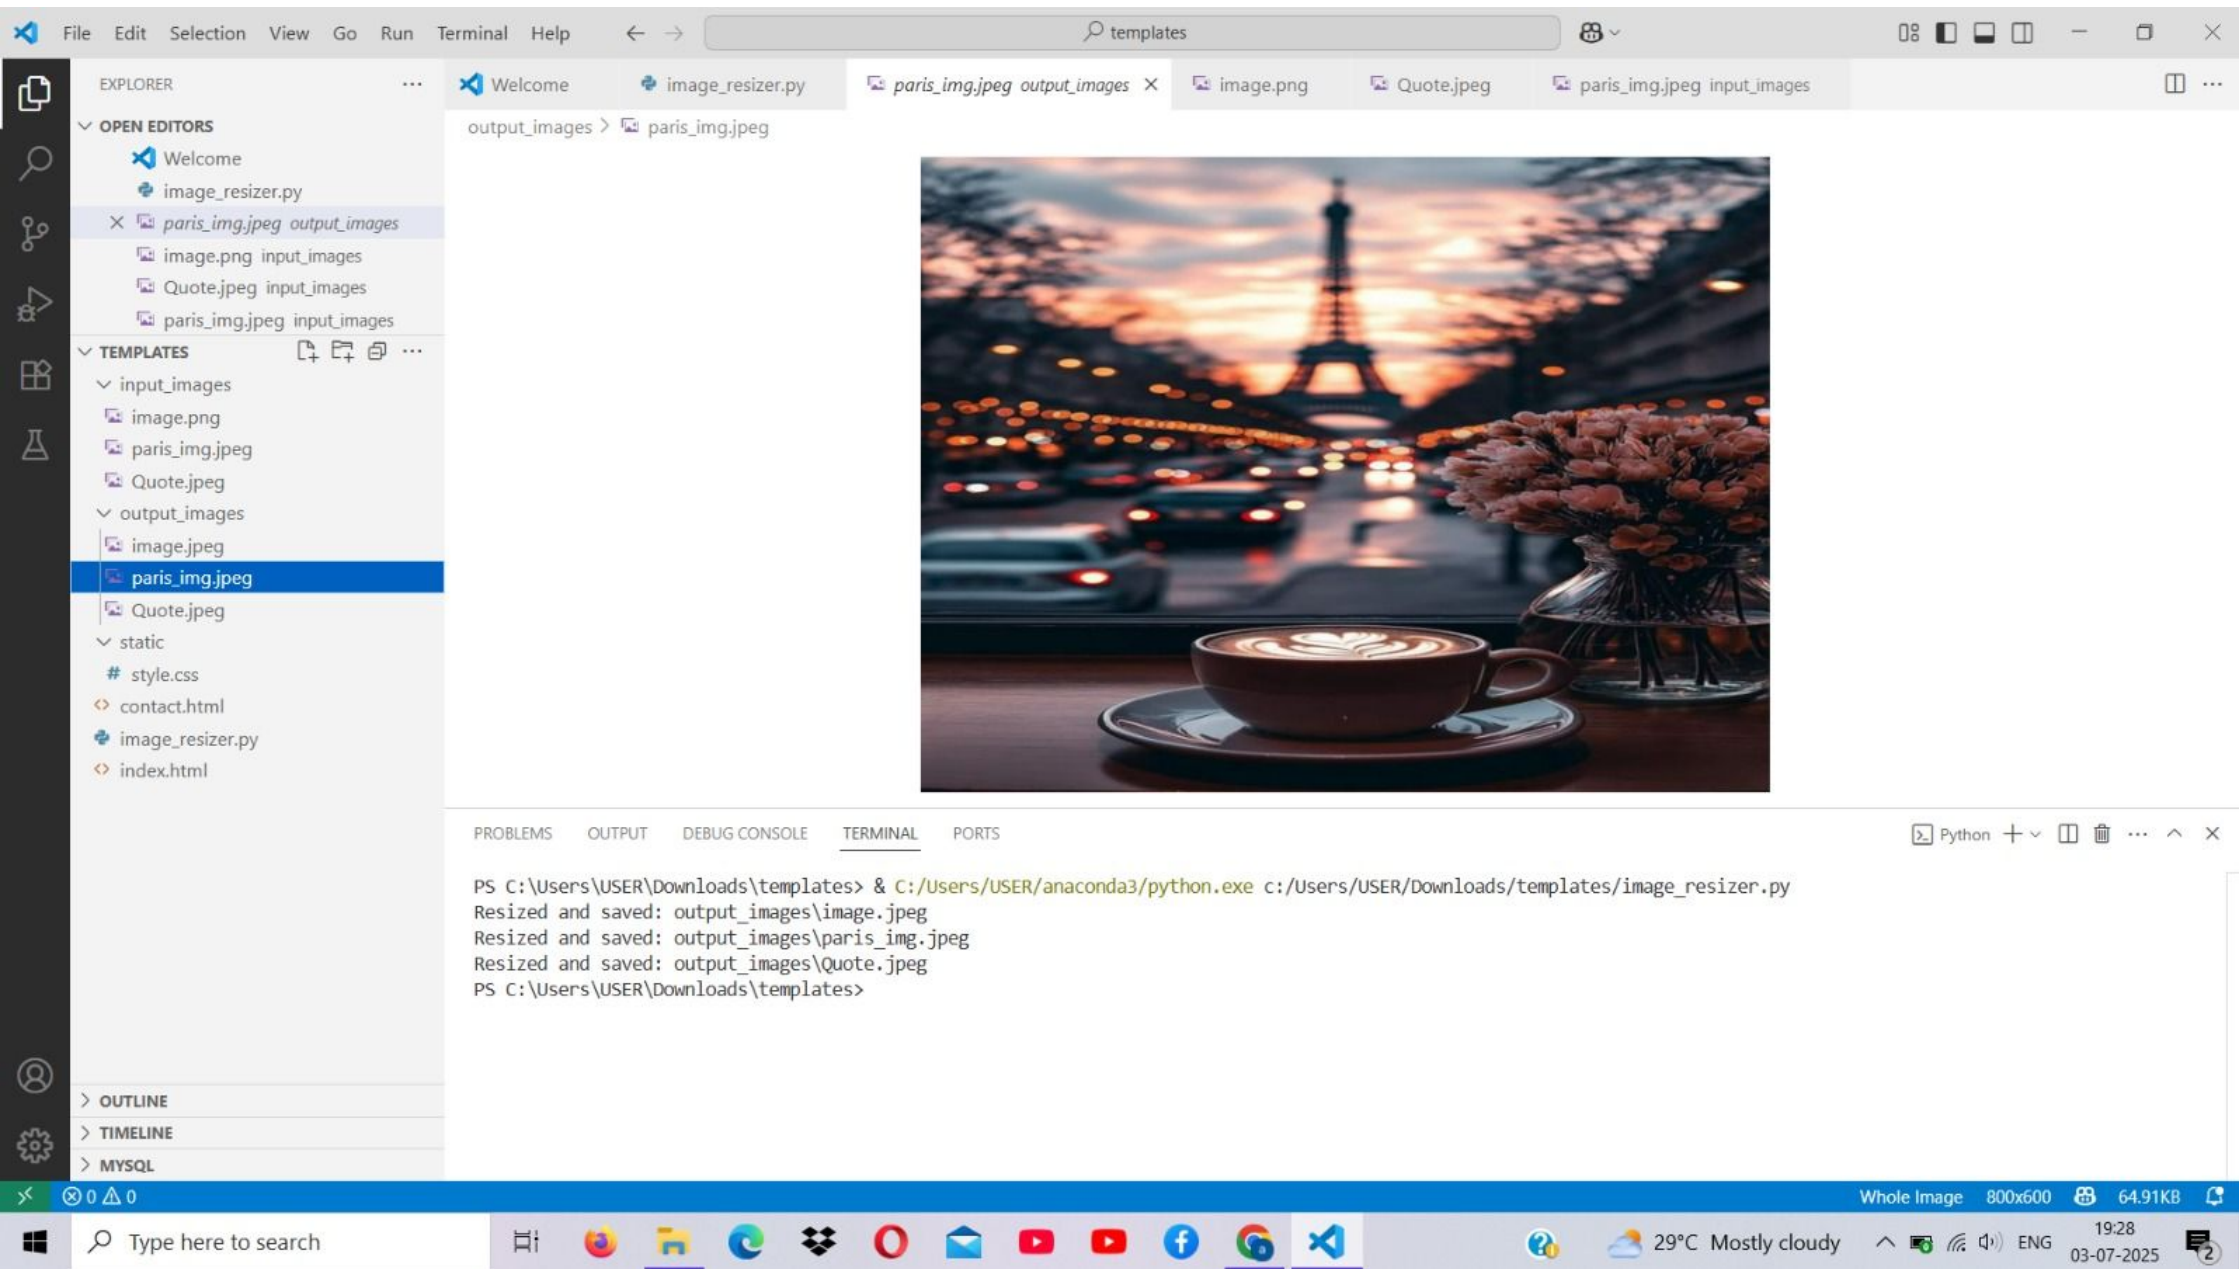 File Edit Selection View Go Run Terminal Help
templates
EXPLORER
OPEN EDITORS
Welcome
image_resizer.py
paris_img.jpeg output_images
image.png input_images
Quote.jpeg input_images
paris_img.jpeg input_images
TEMPLATES
input_images
image.png
paris_img.jpeg
Quote.jpeg
output_images
image.jpeg
paris_img.jpeg
Quote.jpeg
static
style.css
contact.html
image_resizer.py
index.html
OUTLINE
TIMELINE
MYSQL
Welcome image_resizer.py paris_img.jpeg output_images image.png Quote.jpeg paris_img.jpeg input_images
output_images > paris_img.jpeg
PROBLEMS OUTPUT DEBUG CONSOLE TERMINAL PORTS
Python
PS C:\Users\USER\Downloads\templates> & C:/Users/USER/anaconda3/python.exe c:/Users/USER/Downloads/templates/image_resizer.py
Resized and saved: output_images\image.jpeg
Resized and saved: output_images\paris_img.jpeg
Resized and saved: output_images\Quote.jpeg
PS C:\Users\USER\Downloads\templates>
0 0
Whole Image 800x600 64.91KB
Type here to search
29°C Mostly cloudy
ENG
19:28
03-07-2025
2